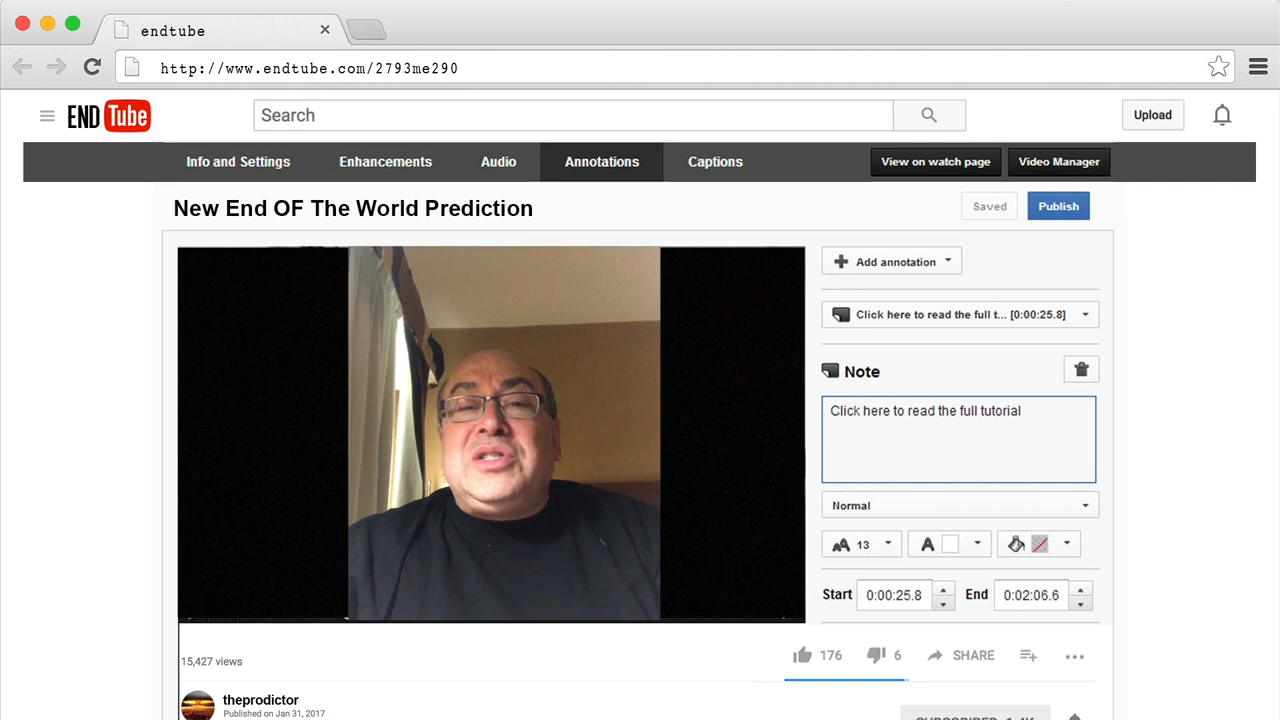 endtube
http://www.endtube.com/2793me290
END Tube
Search
Upload
Info and Settings
Enhancements
Audio
Annotations
Captions
View on watch page
Video Manager
New End OF The World Prediction
Saved
Publish
Add annotation
Click here to read the full t... [0:00:25.8]
Note
Click here to read the full tutorial
Normal
13
Start 0:00:25.8 End 0:02:06.6
15,427 views
176
6
SHARE
theprodictor
Published on Jan 31, 2017
SUBSCRIBED 1.4K